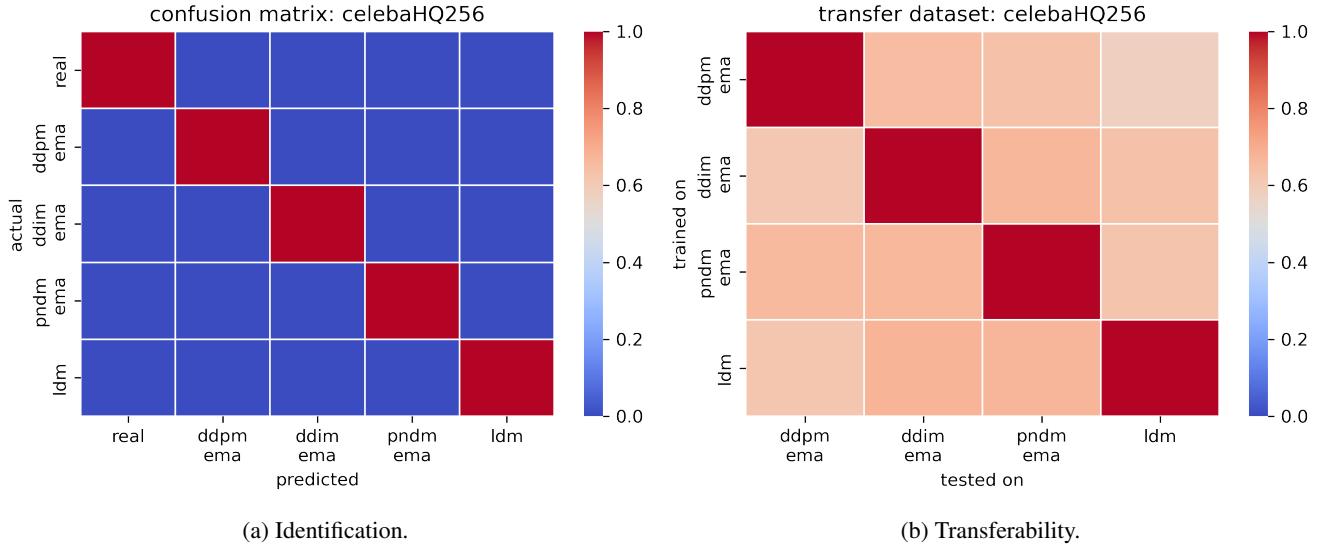 confusion matrix: celebaHQ256
actual
real
ddpm
ema
ddim
ema
pndm
ema
ldm
real
ddpm
ema
ddim
ema
pndm
ema
ldm
predicted
1.0
0.8
0.6
0.4
0.2
0.0
(a) Identification.
transfer dataset: celebaHQ256
trained on
ddpm
ema
ddim
ema
pndm
ema
ldm
ddpm
ema
ddim
ema
pndm
ema
ldm
tested on
1.0
0.8
0.6
0.4
0.2
0.0
(b) Transferability.